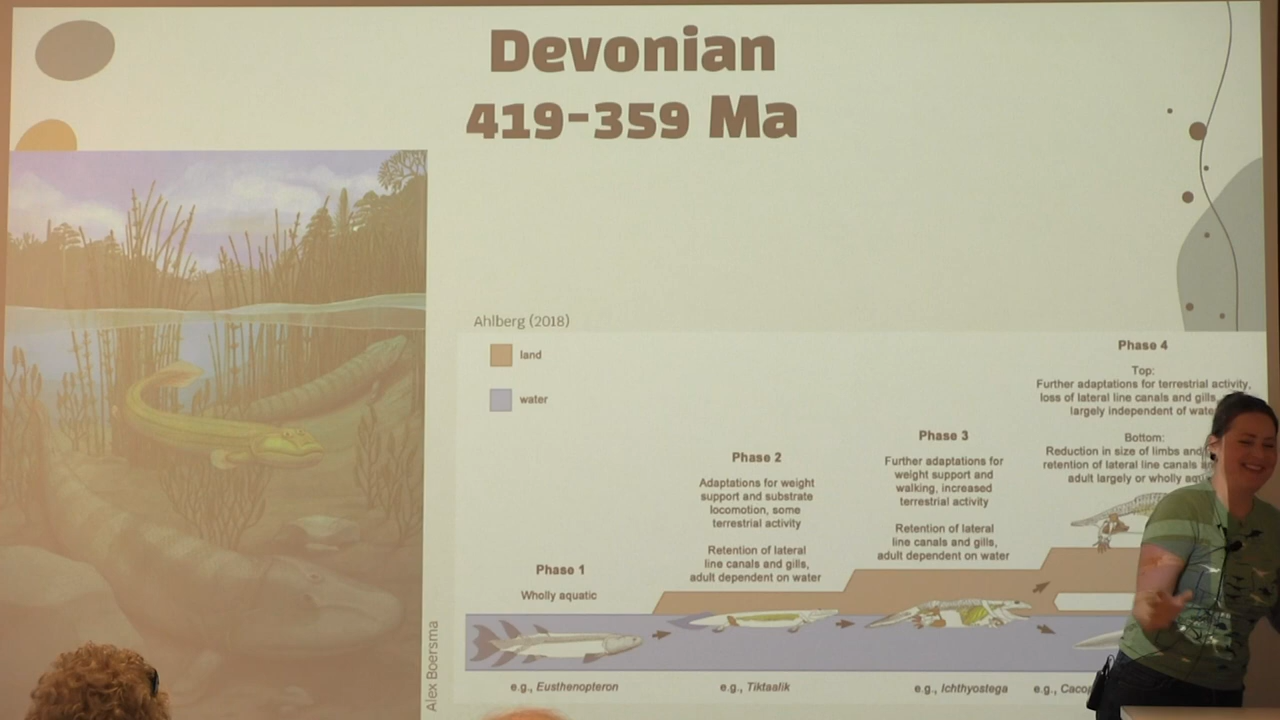 Devonian
419-359 Ma
Ahlberg (2018)
land
water
Phase 1
Wholly aquatic
Phase 2
Adaptations for weight
support and substrate
locomotion, some
terrestrial activity
Retention of lateral
line canals and gills,
adult dependent on water
Phase 3
Further adaptations for
weight support and
walking, increased
terrestrial activity
Retention of lateral
line canals and gills,
adult dependent on water
Phase 4
Top:
Further adaptations for terrestrial activity,
loss of lateral line canals and gills,
largely independent of
Bottom:
Reduction in size of limbs and
retention of lateral line canals
adult largely or wholly
e.g., Eusthenopteron
e.g., Tiktaalik
e.g., Ichthyostega
e.g.,
Alex Boersma